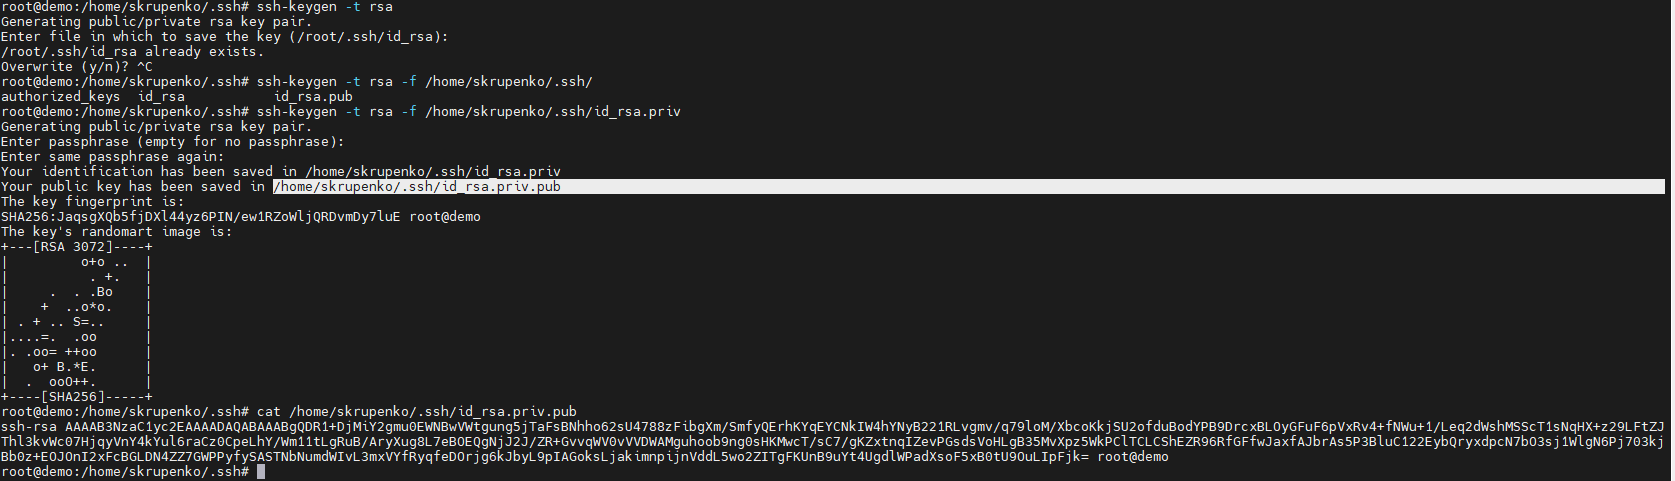 root@demo:/home/skrupenko/.ssh# ssh-keygen -t rsa
Generating public/private rsa key pair.
Enter file in which to save the key (/root/.ssh/id_rsa):
/root/.ssh/id_rsa already exists.
Overwrite (y/n)? ^C
root@demo:/home/skrupenko/.ssh# ssh-keygen -t rsa -f /home/skrupenko/.ssh/
authorized_keys  id_rsa           id_rsa.pub
root@demo:/home/skrupenko/.ssh# ssh-keygen -t rsa -f /home/skrupenko/.ssh/id_rsa.priv
Generating public/private rsa key pair.
Enter passphrase (empty for no passphrase):
Enter same passphrase again:
Your identification has been saved in /home/skrupenko/.ssh/id_rsa.priv
Your public key has been saved in /home/skrupenko/.ssh/id_rsa.priv.pub
The key fingerprint is:
SHA256:JaqsgXQb5fjDXl44yz6PIN/ew1RZoWljQRDvmDy7luE root@demo
The key's randomart image is:
+---[RSA 3072]----+
|         o+o ..  |
|          . +.   |
|     .  . .Bo    |
|    +  ..o*o.    |
| . + .. S=..     |
|....=.  .oo      |
|. .oo= ++oo      |
|   o+ B.*E.      |
|  .  ooO++.      |
+----[SHA256]-----+
root@demo:/home/skrupenko/.ssh# cat /home/skrupenko/.ssh/id_rsa.priv.pub
ssh-rsa AAAAB3NzaC1yc2EAAAADAQABAAABgQDR1+DjMiY2gmu0EWNBwVWtgung5jTaFsBNhho62sU4788zFibgXm/SmfyQErhKYqEYCNkIW4hYNyB221RLvgmv/q79loM/XbcoKkjSU2ofduBodYPB9DrcxBLOyGFuF6pVxRv4+fNWu+1/Leq2dWshMSScT1sNqHX+z29LFtZJ
Thl3kvWc07HjqyVnY4kYul6raCz0CpeLhY/Wm11tLgRuB/AryXug8L7eBOEQgNjJ2J/ZR+GvvqWV0vVVDWAMguhoob9ng0sHKMwcT/sC7/gKZxtnqIZevPGsdsVoHLgB35MvXpz5WkPClTCLCShEZR96RfGFfwJaxfAJbrAs5P3BluC122EybQryxdpcN7bO3sj1WlgN6Pj703kj
Bb0z+EOJOnI2xFcBGLDN4ZZ7GWPPyfySASTNbNumdWIvL3mxVYfRyqfeDOrjg6kJbyL9pIAGoksLjakimnpijnVddL5wo2ZITgFKUnB9uYt4UgdlWPadXsoF5xB0tU9OuLIpFjk= root@demo
root@demo:/home/skrupenko/.ssh#